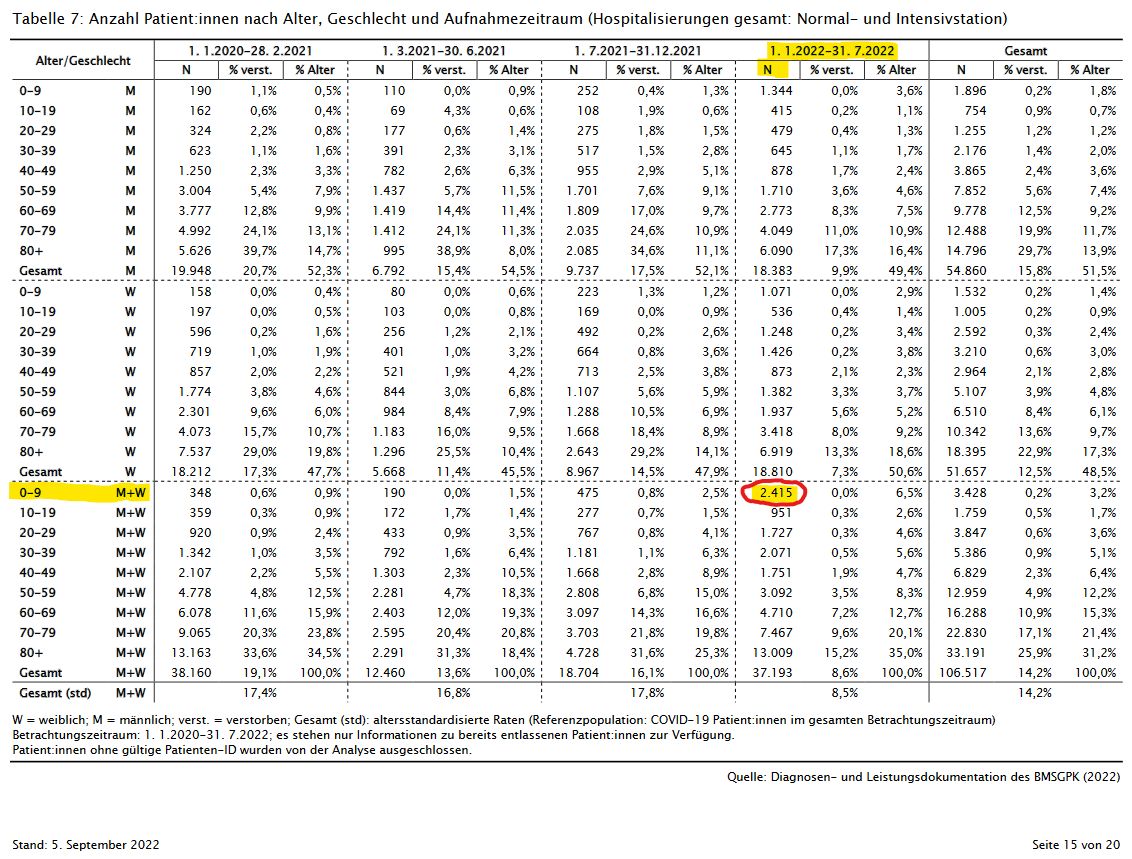 Tabelle 7: Anzahl Patient:innen nach Alter, Geschlecht und Aufnahmezeitraum (Hospitalisierungen gesamt: Normal- und Intensivstation)
Alter/Geschlecht 1. 1.2020–28. 2.2021 1. 3.2021–30. 6.2021 1. 7.2021–31.12.2021 1. 1.2022–31. 7.2022 Gesamt
N % verst. % Alter N % verst. % Alter N % verst. % Alter N % verst. % Alter N % verst. % Alter
0–9 M 190 1,1% 0,5% 110 0,0% 0,9% 252 0,4% 1,3% 1.344 0,0% 3,6% 1.896 0,2% 1,8%
10–19 M 162 0,6% 0,4% 69 4,3% 0,6% 108 1,9% 0,6% 415 0,2% 1,1% 754 0,9% 0,7%
20–29 M 324 2,2% 0,8% 177 0,6% 1,4% 275 1,8% 1,5% 479 0,4% 1,3% 1.255 1,2% 1,2%
30–39 M 623 1,1% 1,6% 391 2,3% 3,1% 517 1,5% 2,8% 645 1,1% 1,7% 2.176 1,4% 2,0%
40–49 M 1.250 2,3% 3,3% 782 2,6% 6,3% 955 2,9% 5,1% 878 1,7% 2,4% 3.865 2,4% 3,6%
50–59 M 3.004 5,4% 7,9% 1.437 5,7% 11,5% 1.701 7,6% 9,1% 1.710 3,6% 4,6% 7.852 5,6% 7,4%
60–69 M 3.777 12,8% 9,9% 1.419 14,4% 11,4% 1.809 17,0% 9,7% 2.773 8,3% 7,5% 9.778 12,5% 9,2%
70–79 M 4.992 24,1% 13,1% 1.412 24,1% 11,3% 2.035 24,6% 10,9% 4.049 11,0% 10,9% 12.488 19,9% 11,7%
80+ M 5.626 39,7% 14,7% 995 38,9% 8,0% 2.085 34,6% 11,1% 6.090 17,3% 16,4% 14.796 29,7% 13,9%
Gesamt M 19.948 20,7% 52,3% 6.792 15,4% 54,5% 9.737 17,5% 52,1% 18.383 9,9% 49,4% 54.860 15,8% 51,5%
0–9 W 158 0,0% 0,4% 80 0,0% 0,6% 223 1,3% 1,2% 1.071 0,0% 2,9% 1.532 0,2% 1,4%
10–19 W 197 0,0% 0,5% 103 0,0% 0,8% 169 0,0% 0,9% 536 0,4% 1,4% 1.005 0,2% 0,9%
20–29 W 596 0,2% 1,6% 256 1,2% 2,1% 492 0,2% 2,6% 1.248 0,2% 3,4% 2.592 0,3% 2,4%
30–39 W 719 1,0% 1,9% 401 1,0% 3,2% 664 0,8% 3,6% 1.426 0,2% 3,8% 3.210 0,6% 3,0%
40–49 W 857 2,0% 2,2% 521 1,9% 4,2% 713 2,5% 3,8% 873 2,1% 2,3% 2.964 2,1% 2,8%
50–59 W 1.774 3,8% 4,6% 844 3,0% 6,8% 1.107 5,6% 5,9% 1.382 3,3% 3,7% 5.107 3,9% 4,8%
60–69 W 2.301 9,6% 6,0% 984 8,4% 7,9% 1.288 10,5% 6,9% 1.937 5,6% 5,2% 6.510 8,4% 6,1%
70–79 W 4.073 15,7% 10,7% 1.183 16,0% 9,5% 1.668 18,4% 8,9% 3.418 8,0% 9,2% 10.342 13,6% 9,7%
80+ W 7.537 29,0% 19,8% 1.296 25,5% 10,4% 2.643 29,2% 14,1% 6.919 13,3% 18,6% 18.395 22,9% 17,3%
Gesamt W 18.212 17,3% 47,7% 5.668 11,4% 45,5% 8.967 14,5% 47,9% 18.810 7,3% 50,6% 51.657 12,5% 48,5%
0–9 M+W 348 0,6% 0,9% 190 0,0% 1,5% 475 0,8% 2,5% 2.415 0,0% 6,5% 3.428 0,2% 3,2%
10–19 M+W 359 0,3% 0,9% 172 1,7% 1,4% 277 0,7% 1,5% 951 0,3% 2,6% 1.759 0,5% 1,7%
20–29 M+W 920 0,9% 2,4% 433 0,9% 3,5% 767 0,8% 4,1% 1.727 0,3% 4,6% 3.847 0,6% 3,6%
30–39 M+W 1.342 1,0% 3,5% 792 1,6% 6,4% 1.181 1,1% 6,3% 2.071 0,5% 5,6% 5.386 0,9% 5,1%
40–49 M+W 2.107 2,2% 5,5% 1.303 2,3% 10,5% 1.668 2,8% 8,9% 1.751 1,9% 4,7% 6.829 2,3% 6,4%
50–59 M+W 4.778 4,8% 12,5% 2.281 4,7% 18,3% 2.808 6,8% 15,0% 3.092 3,5% 8,3% 12.959 4,9% 12,2%
60–69 M+W 6.078 11,6% 15,9% 2.403 12,0% 19,3% 3.097 14,3% 16,6% 4.710 7,2% 12,7% 16.288 10,9% 15,3%
70–79 M+W 9.065 20,3% 23,8% 2.595 20,4% 20,8% 3.703 21,8% 19,8% 7.467 9,6% 20,1% 22.830 17,1% 21,4%
80+ M+W 13.163 33,6% 34,5% 2.291 31,3% 18,4% 4.728 31,6% 25,3% 13.009 15,2% 35,0% 33.191 25,9% 31,2%
Gesamt M+W 38.160 19,1% 100,0% 12.460 13,6% 100,0% 18.704 16,1% 100,0% 37.193 8,6% 100,0% 106.517 14,2% 100,0%
Gesamt (std) M+W 17,4% 16,8% 17,8% 8,5% 14,2%
W = weiblich; M = männlich; verst. = verstorben; Gesamt (std): altersstandardisierte Raten (Referenzpopulation: COVID-19 Patient:innen im gesamten Betrachtungszeitraum)
Betrachtungszeitraum: 1. 1.2020–31. 7.2022; es stehen nur Informationen zu bereits entlassenen Patient:innen zur Verfügung.
Patient:innen ohne gültige Patienten-ID wurden von der Analyse ausgeschlossen.
Quelle: Diagnosen- und Leistungsdokumentation des BMSGPK (2022)
Stand: 5. September 2022 Seite 15 von 20